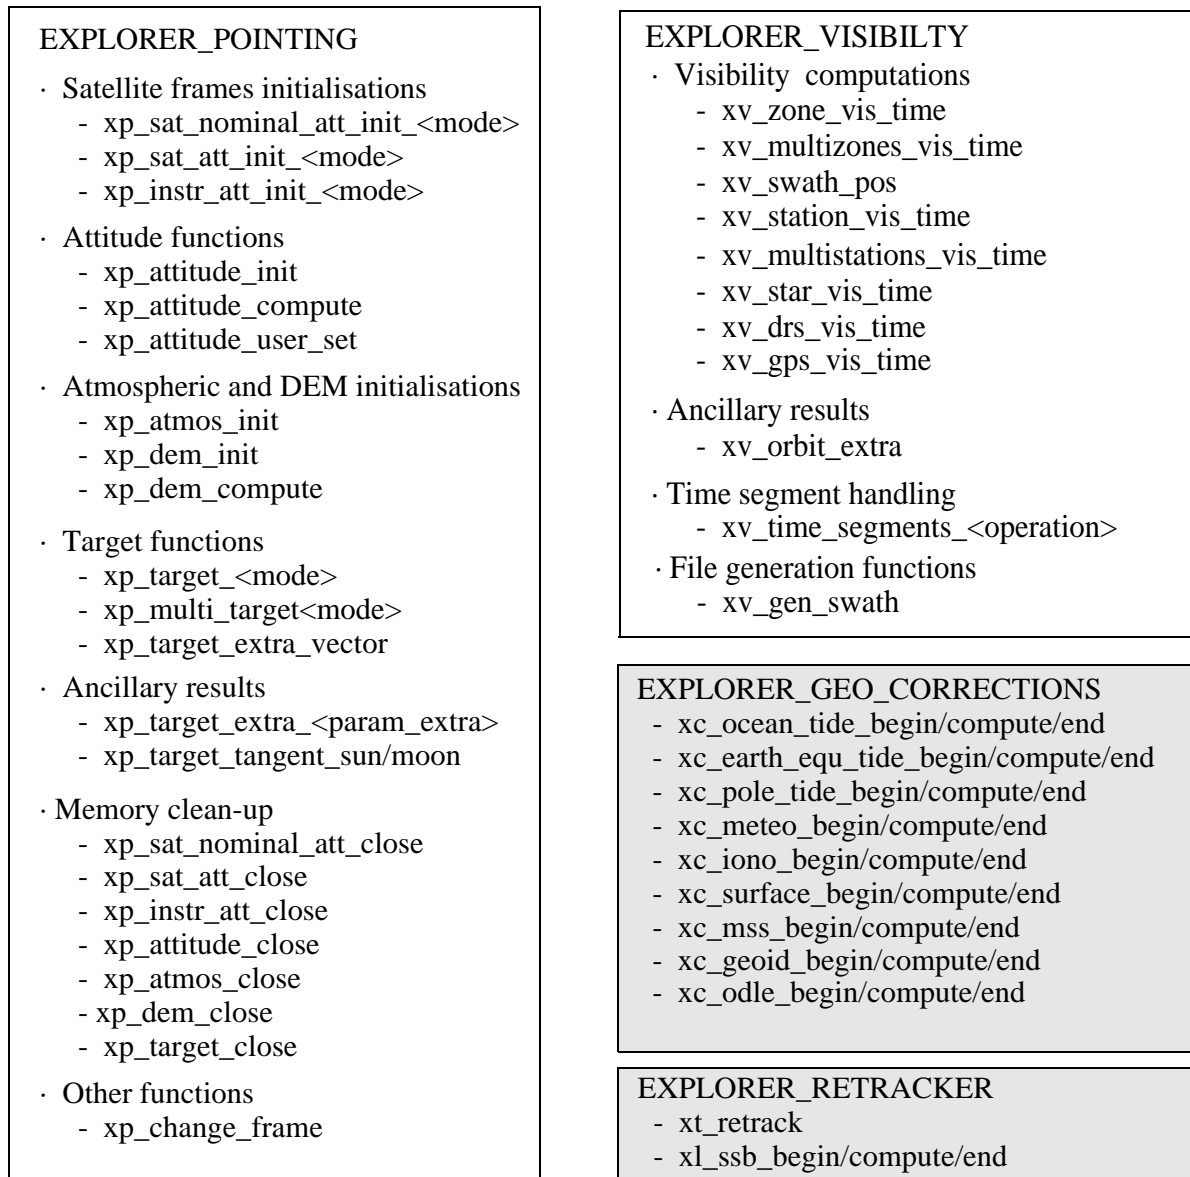 EXPLORER_POINTING
· Satellite frames initialisations
- xp_sat_nominal_att_init_<mode>
- xp_sat_att_init_<mode>
- xp_instr_att_init_<mode>
· Attitude functions
- xp_attitude_init
- xp_attitude_compute
- xp_attitude_user_set
· Atmospheric and DEM initialisations
- xp_atmos_init
- xp_dem_init
- xp_dem_compute
· Target functions
- xp_target_<mode>
- xp_multi_target<mode>
- xp_target_extra_vector
· Ancillary results
- xp_target_extra_<param_extra>
- xp_target_tangent_sun/moon
· Memory clean-up
- xp_sat_nominal_att_close
- xp_sat_att_close
- xp_instr_att_close
- xp_attitude_close
- xp_atmos_close
- xp_dem_close
- xp_target_close
· Other functions
- xp_change_frame
EXPLORER_VISIBILTY
· Visibility computations
- xv_zone_vis_time
- xv_multizones_vis_time
- xv_swath_pos
- xv_station_vis_time
- xv_multistations_vis_time
- xv_star_vis_time
- xv_drs_vis_time
- xv_gps_vis_time
· Ancillary results
- xv_orbit_extra
· Time segment handling
- xv_time_segments_<operation>
· File generation functions
- xv_gen_swath
EXPLORER_GEO_CORRECTIONS
- xc_ocean_tide_begin/compute/end
- xc_earth_equ_tide_begin/compute/end
- xc_pole_tide_begin/compute/end
- xc_meteo_begin/compute/end
- xc_iono_begin/compute/end
- xc_surface_begin/compute/end
- xc_mss_begin/compute/end
- xc_geoid_begin/compute/end
- xc_odle_begin/compute/end
EXPLORER_RETRACKER
- xt_retrack
- xl_ssb_begin/compute/end